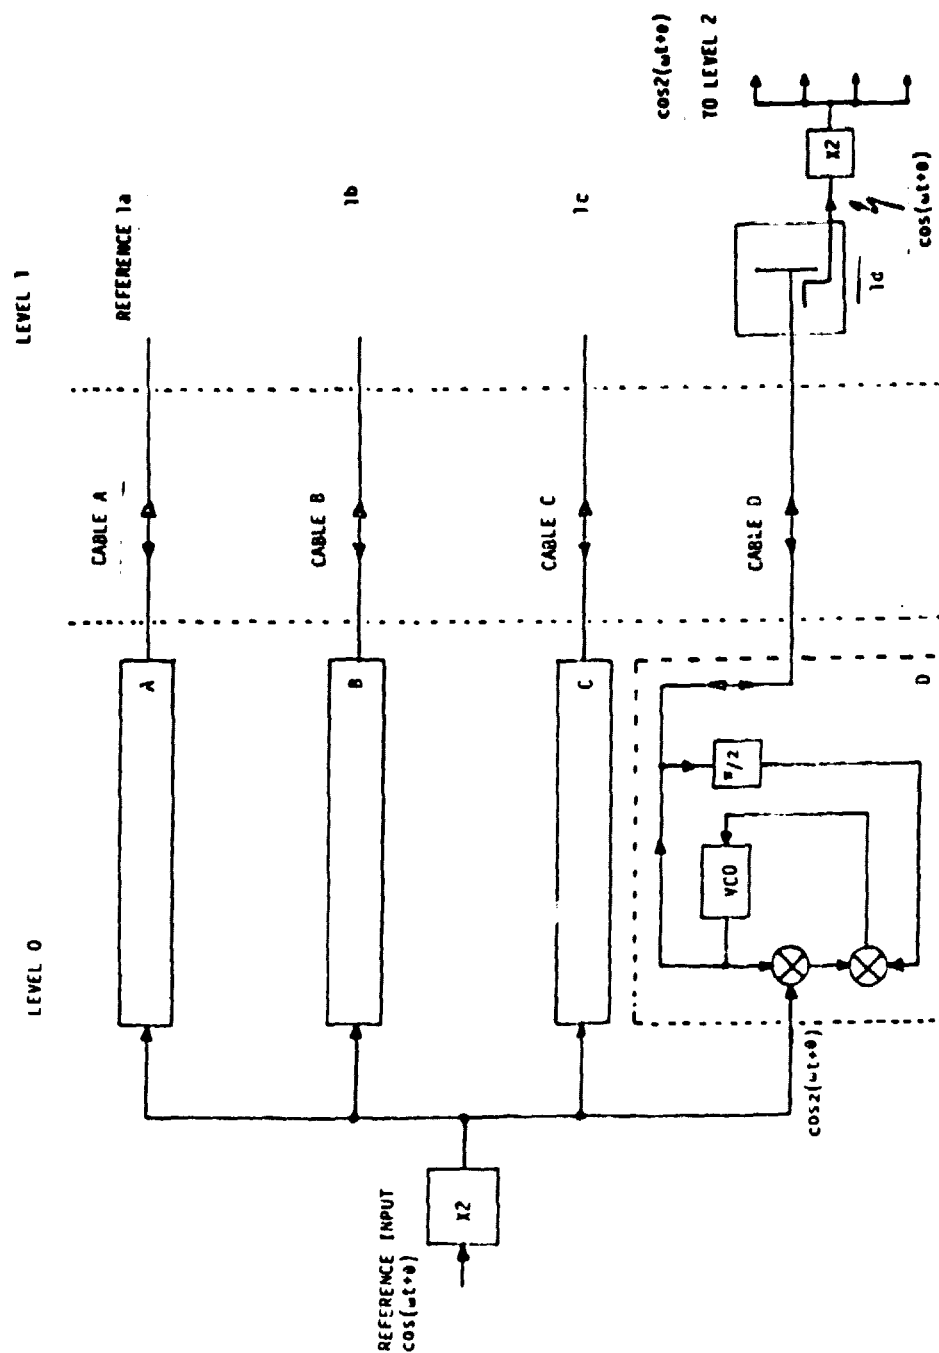 LEVEL 0
LEVEL 1
REFERENCE INPUT
cos(ωt+θ)
X2
A
CABLE A
REFERENCE 1a
B
CABLE B
1b
C
CABLE C
1c
cos2(ωt+θ)
VCO
π/2
D
CABLE D
1d
X2
cos(ωt+θ)
cos2(ωt+θ)
TO LEVEL 2